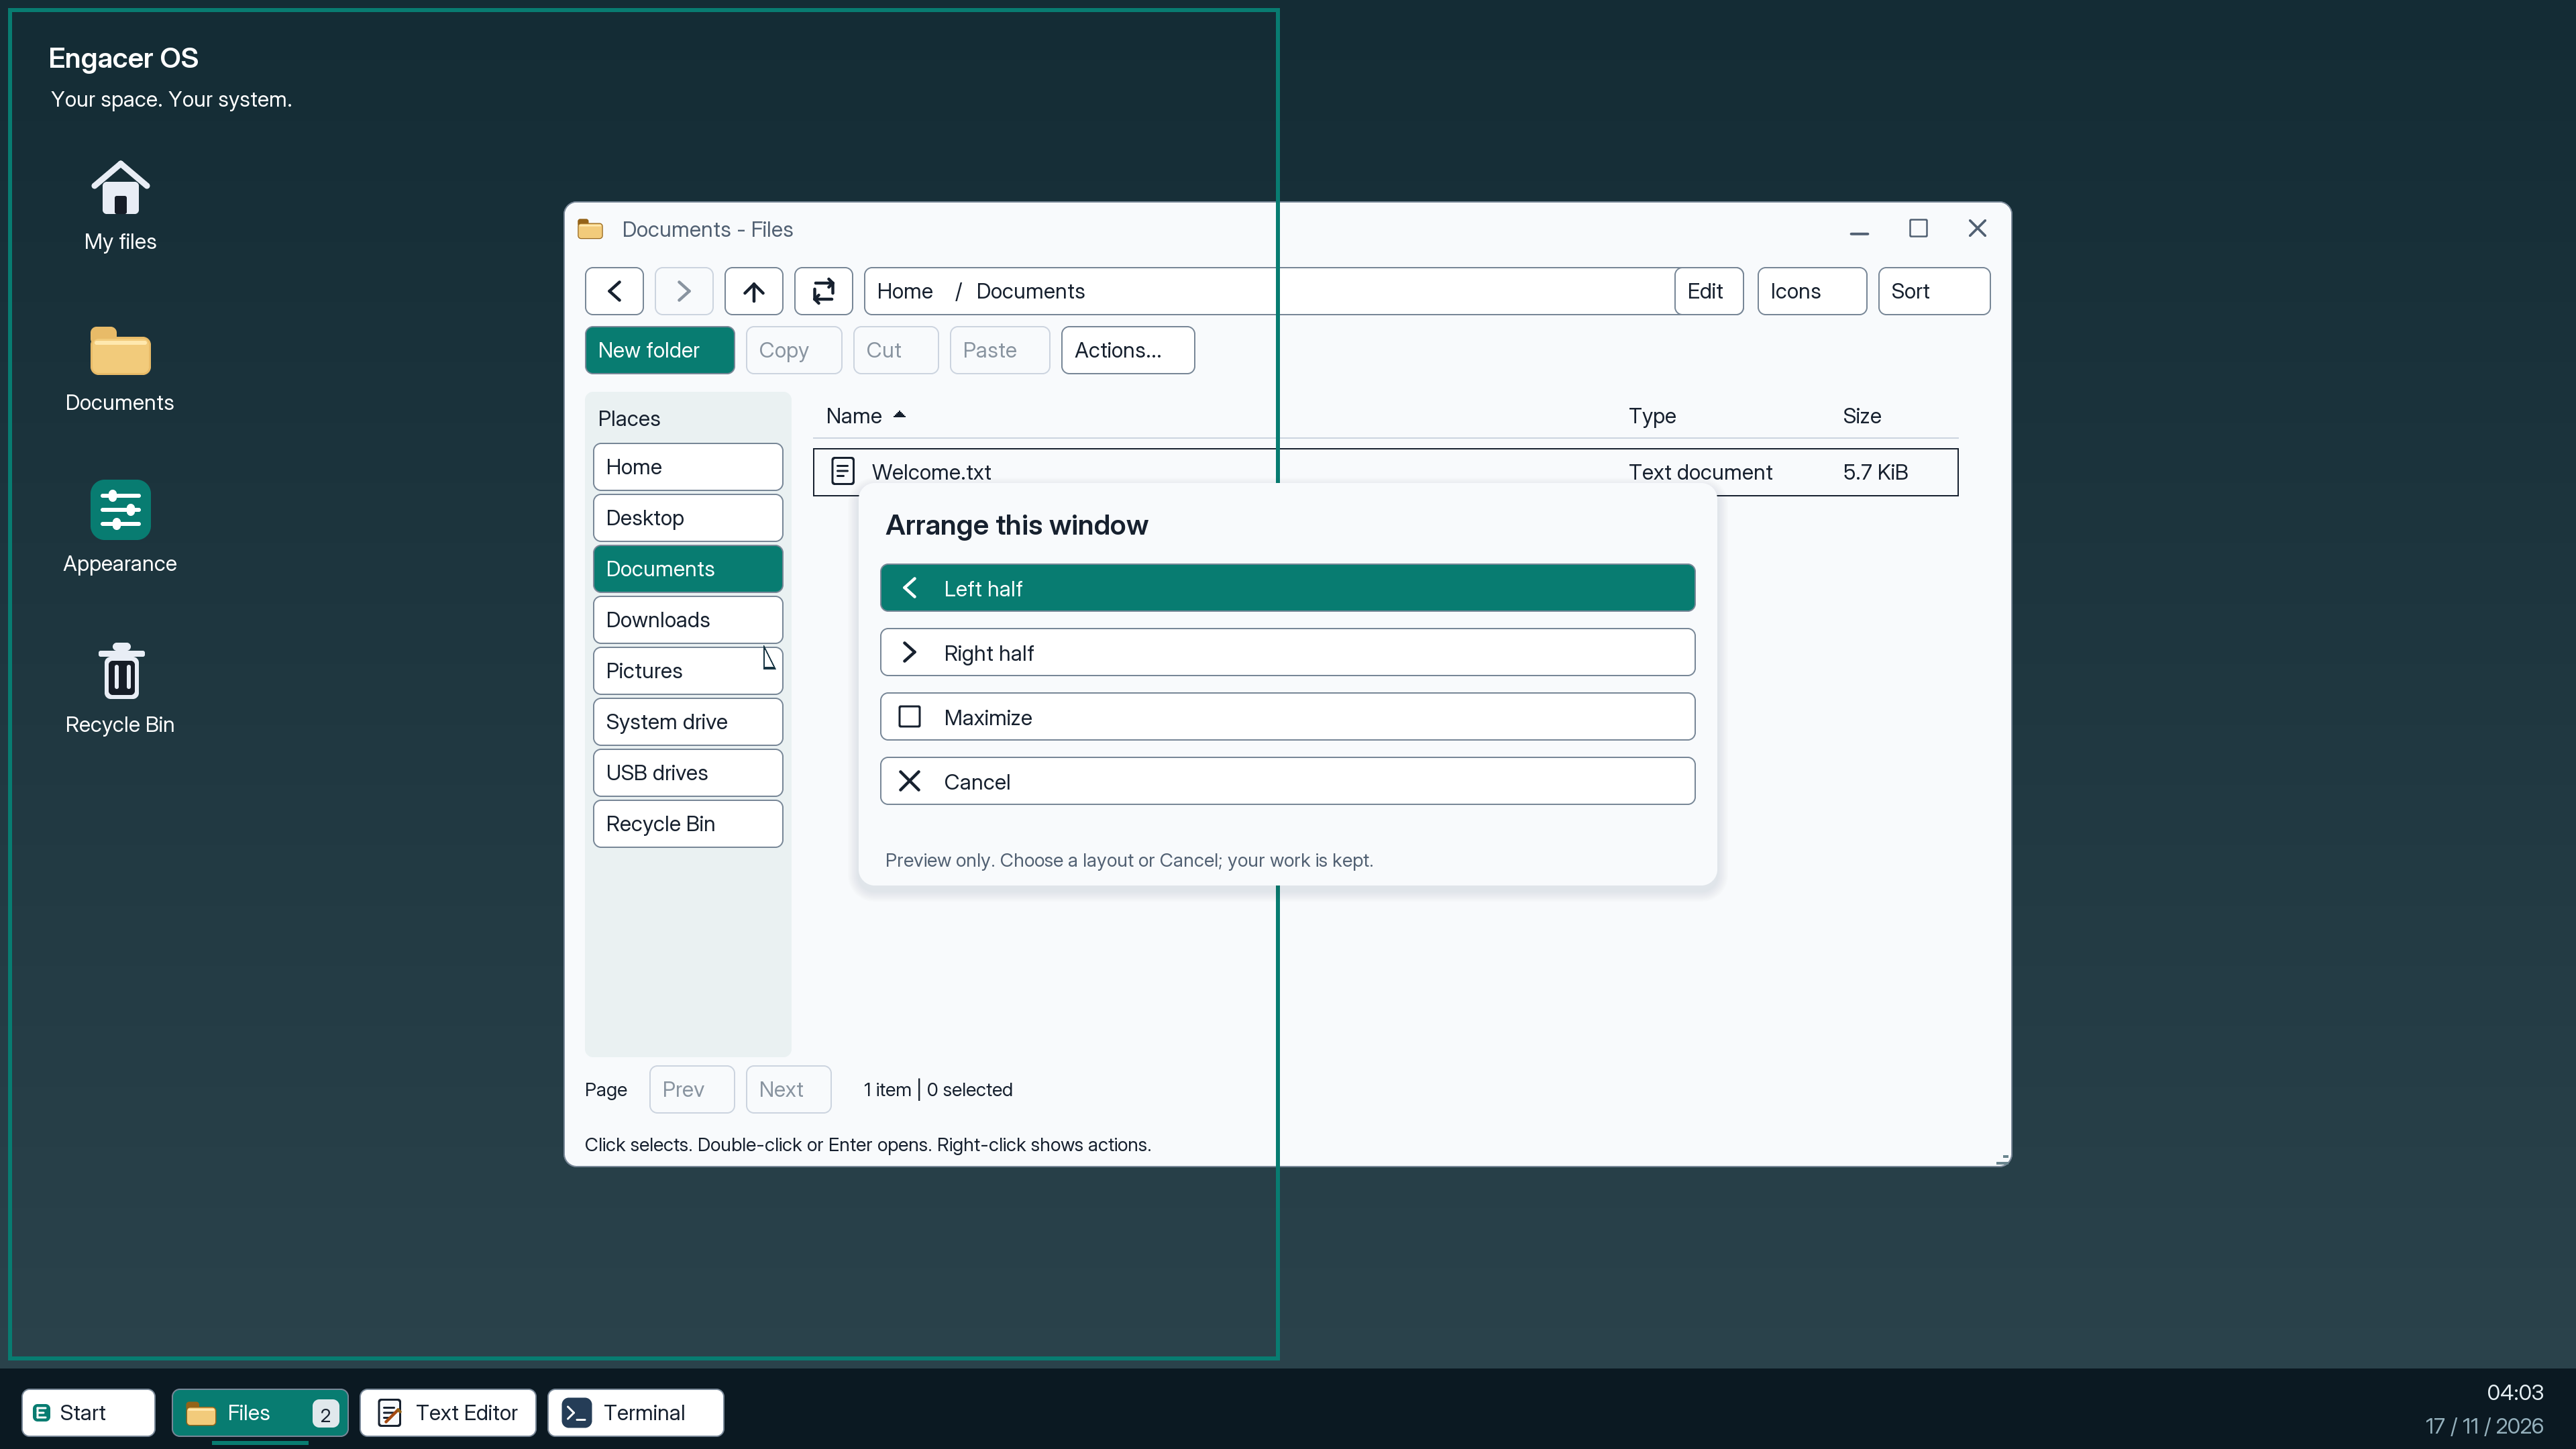 Engacer OS
Your space. Your system.
My files
Documents
Appearance
Recycle Bin
Documents - Files
Home / Documents
Edit
Icons
Sort
New folder
Copy
Cut
Paste
Actions...
Places
Home
Desktop
Documents
Downloads
Pictures
System drive
USB drives
Recycle Bin
Name Type Size
Welcome.txt Text document 5.7 KiB
Arrange this window
Left half
Right half
Maximize
Cancel
Preview only. Choose a layout or Cancel; your work is kept.
Page Prev Next 1 item | 0 selected
Click selects. Double-click or Enter opens. Right-click shows actions.
E Start
Files 2
Text Editor
Terminal
04:03
17 / 11 / 2026